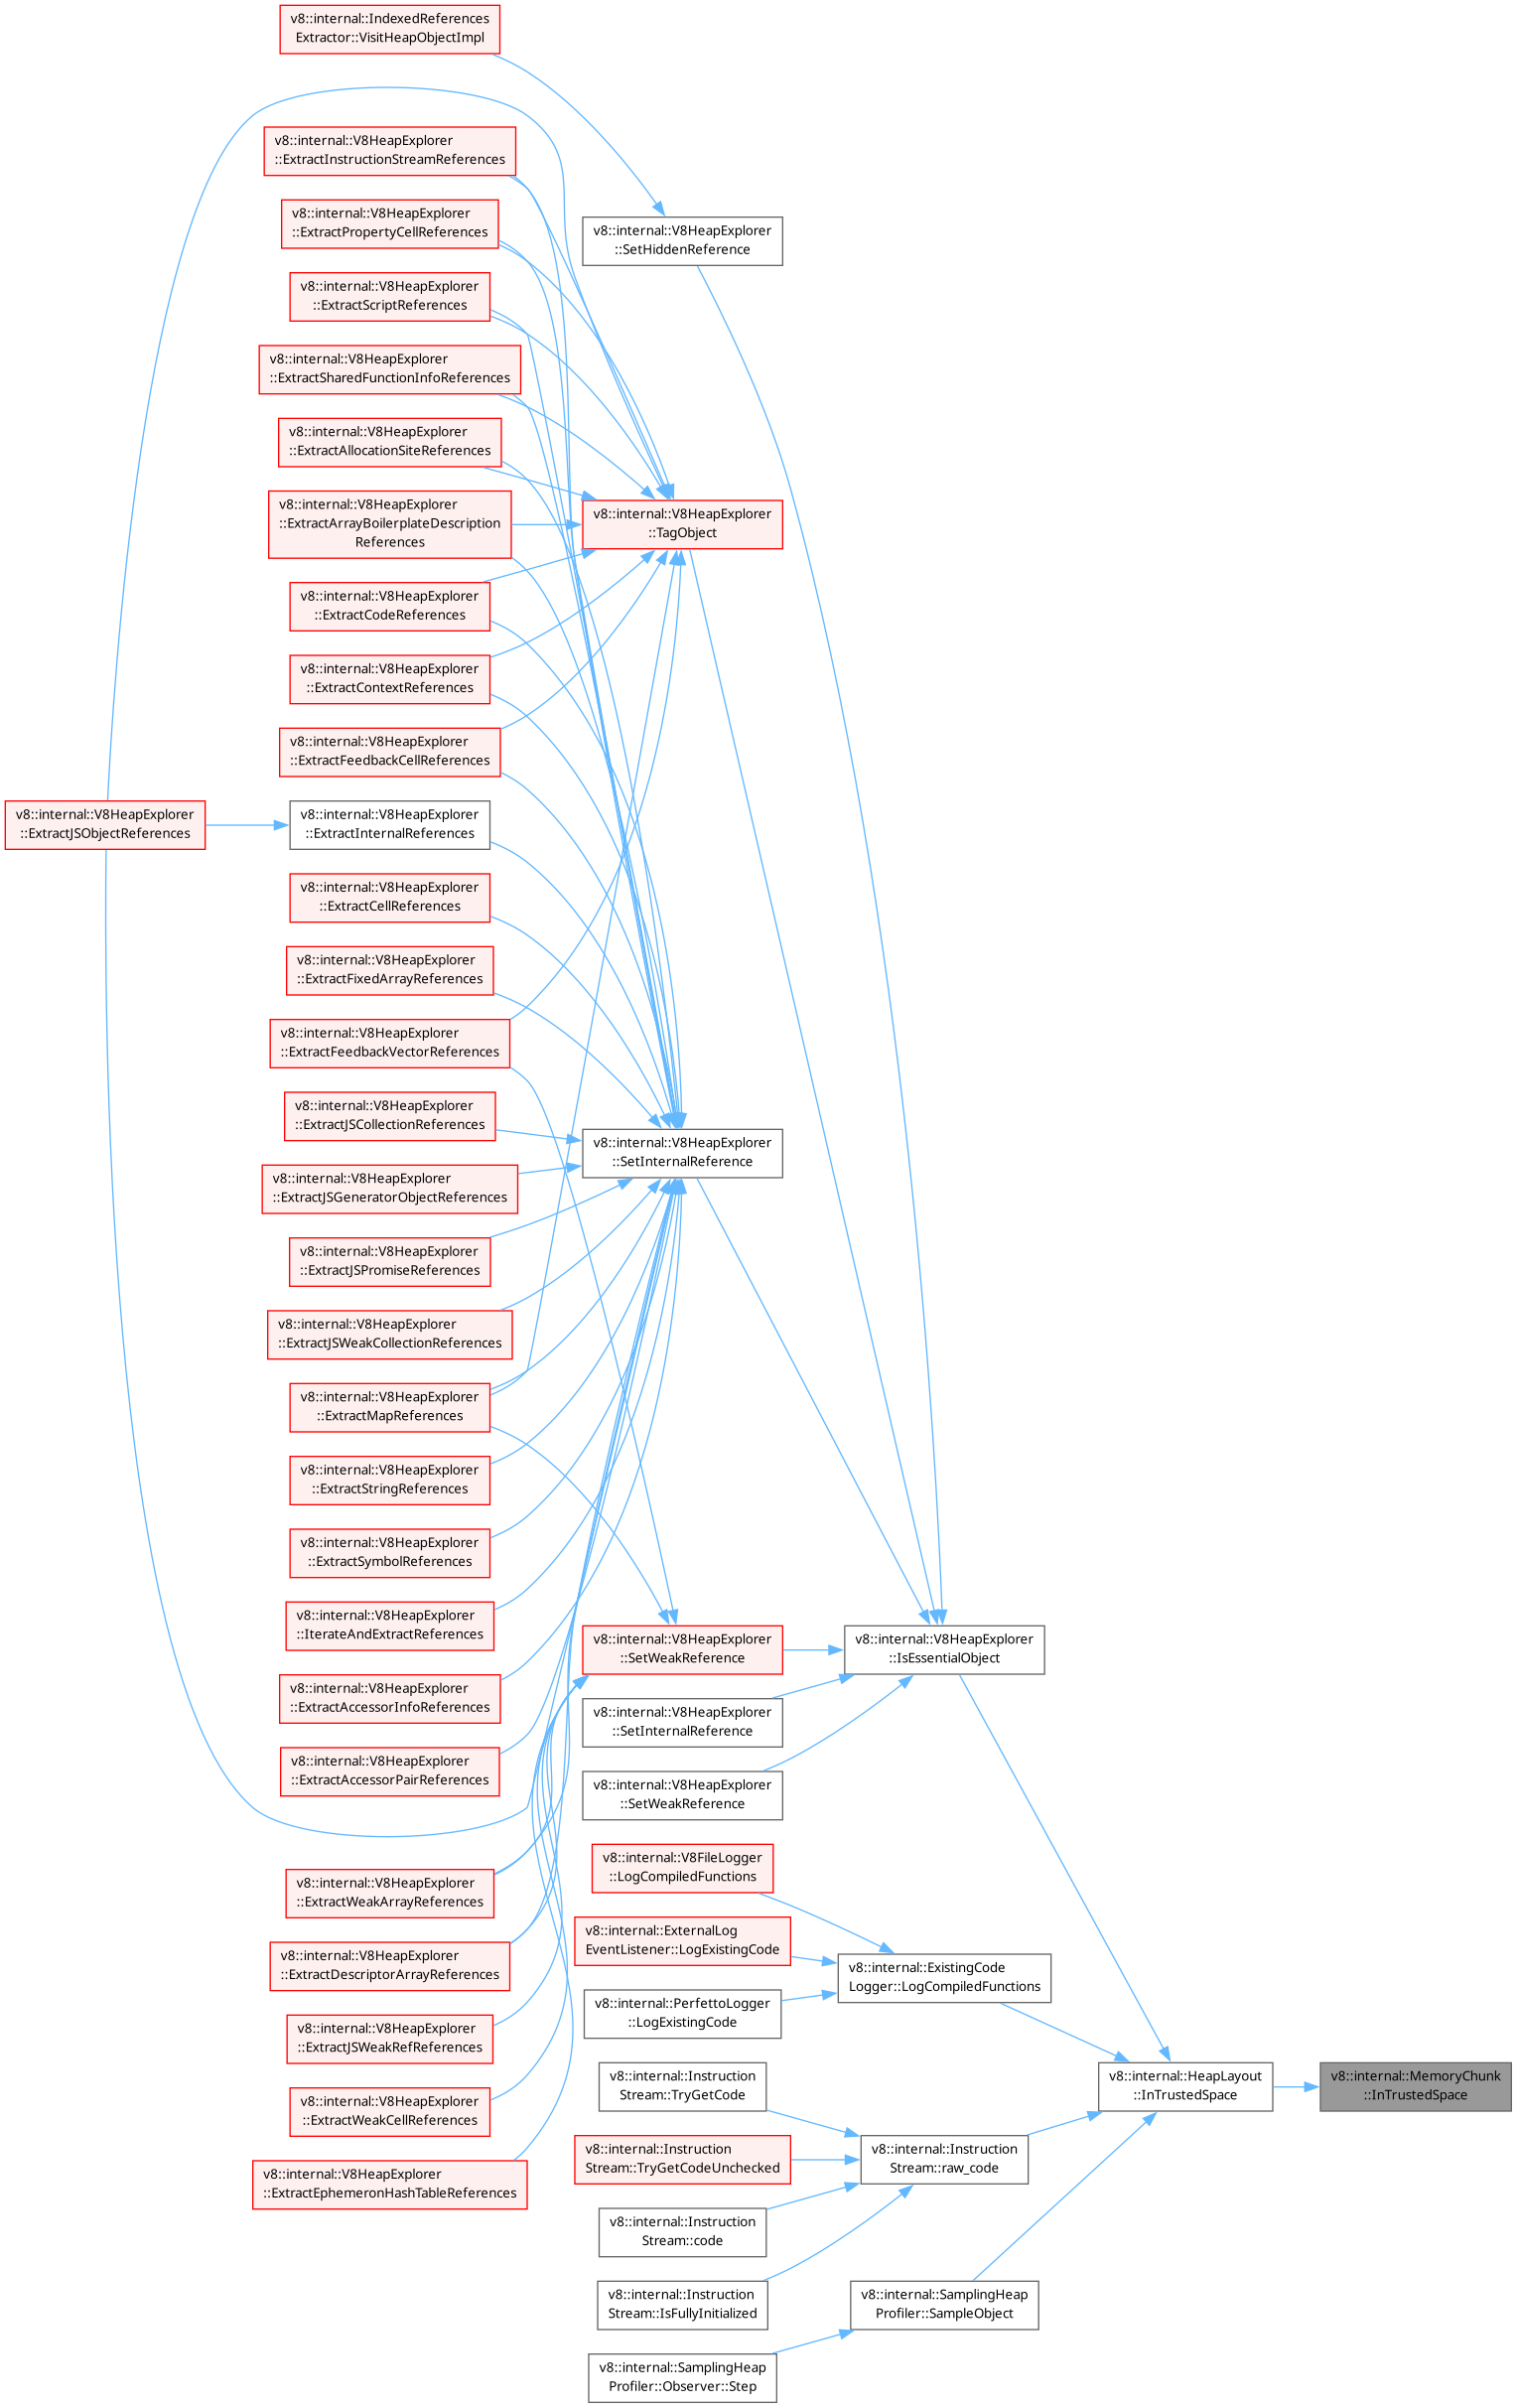 v8::internal::IndexedReferences
Extractor::VisitHeapObjectImpl
v8::internal::V8HeapExplorer
::ExtractInstructionStreamReferences
v8::internal::V8HeapExplorer
::ExtractPropertyCellReferences
v8::internal::V8HeapExplorer
::SetHiddenReference
v8::internal::V8HeapExplorer
::ExtractScriptReferences
v8::internal::V8HeapExplorer
::ExtractSharedFunctionInfoReferences
v8::internal::V8HeapExplorer
::ExtractAllocationSiteReferences
v8::internal::V8HeapExplorer
::ExtractArrayBoilerplateDescription
References
v8::internal::V8HeapExplorer
::TagObject
v8::internal::V8HeapExplorer
::ExtractCodeReferences
v8::internal::V8HeapExplorer
::ExtractContextReferences
v8::internal::V8HeapExplorer
::ExtractFeedbackCellReferences
v8::internal::V8HeapExplorer
::ExtractJSObjectReferences
v8::internal::V8HeapExplorer
::ExtractInternalReferences
v8::internal::V8HeapExplorer
::ExtractCellReferences
v8::internal::V8HeapExplorer
::ExtractFixedArrayReferences
v8::internal::V8HeapExplorer
::ExtractFeedbackVectorReferences
v8::internal::V8HeapExplorer
::ExtractJSCollectionReferences
v8::internal::V8HeapExplorer
::SetInternalReference
v8::internal::V8HeapExplorer
::ExtractJSGeneratorObjectReferences
v8::internal::V8HeapExplorer
::ExtractJSPromiseReferences
v8::internal::V8HeapExplorer
::ExtractJSWeakCollectionReferences
v8::internal::V8HeapExplorer
::ExtractMapReferences
v8::internal::V8HeapExplorer
::ExtractStringReferences
v8::internal::V8HeapExplorer
::ExtractSymbolReferences
v8::internal::V8HeapExplorer
::IterateAndExtractReferences
v8::internal::V8HeapExplorer
::SetWeakReference
v8::internal::V8HeapExplorer
::IsEssentialObject
v8::internal::V8HeapExplorer
::ExtractAccessorInfoReferences
v8::internal::V8HeapExplorer
::SetInternalReference
v8::internal::V8HeapExplorer
::ExtractAccessorPairReferences
v8::internal::V8HeapExplorer
::SetWeakReference
v8::internal::V8FileLogger
::LogCompiledFunctions
v8::internal::V8HeapExplorer
::ExtractWeakArrayReferences
v8::internal::ExternalLog
EventListener::LogExistingCode
v8::internal::V8HeapExplorer
::ExtractDescriptorArrayReferences
v8::internal::ExistingCode
Logger::LogCompiledFunctions
v8::internal::PerfettoLogger
::LogExistingCode
v8::internal::V8HeapExplorer
::ExtractJSWeakRefReferences
v8::internal::Instruction
Stream::TryGetCode
v8::internal::HeapLayout
::InTrustedSpace
v8::internal::MemoryChunk
::InTrustedSpace
v8::internal::V8HeapExplorer
::ExtractWeakCellReferences
v8::internal::Instruction
Stream::TryGetCodeUnchecked
v8::internal::Instruction
Stream::raw_code
v8::internal::V8HeapExplorer
::ExtractEphemeronHashTableReferences
v8::internal::Instruction
Stream::code
v8::internal::Instruction
Stream::IsFullyInitialized
v8::internal::SamplingHeap
Profiler::SampleObject
v8::internal::SamplingHeap
Profiler::Observer::Step